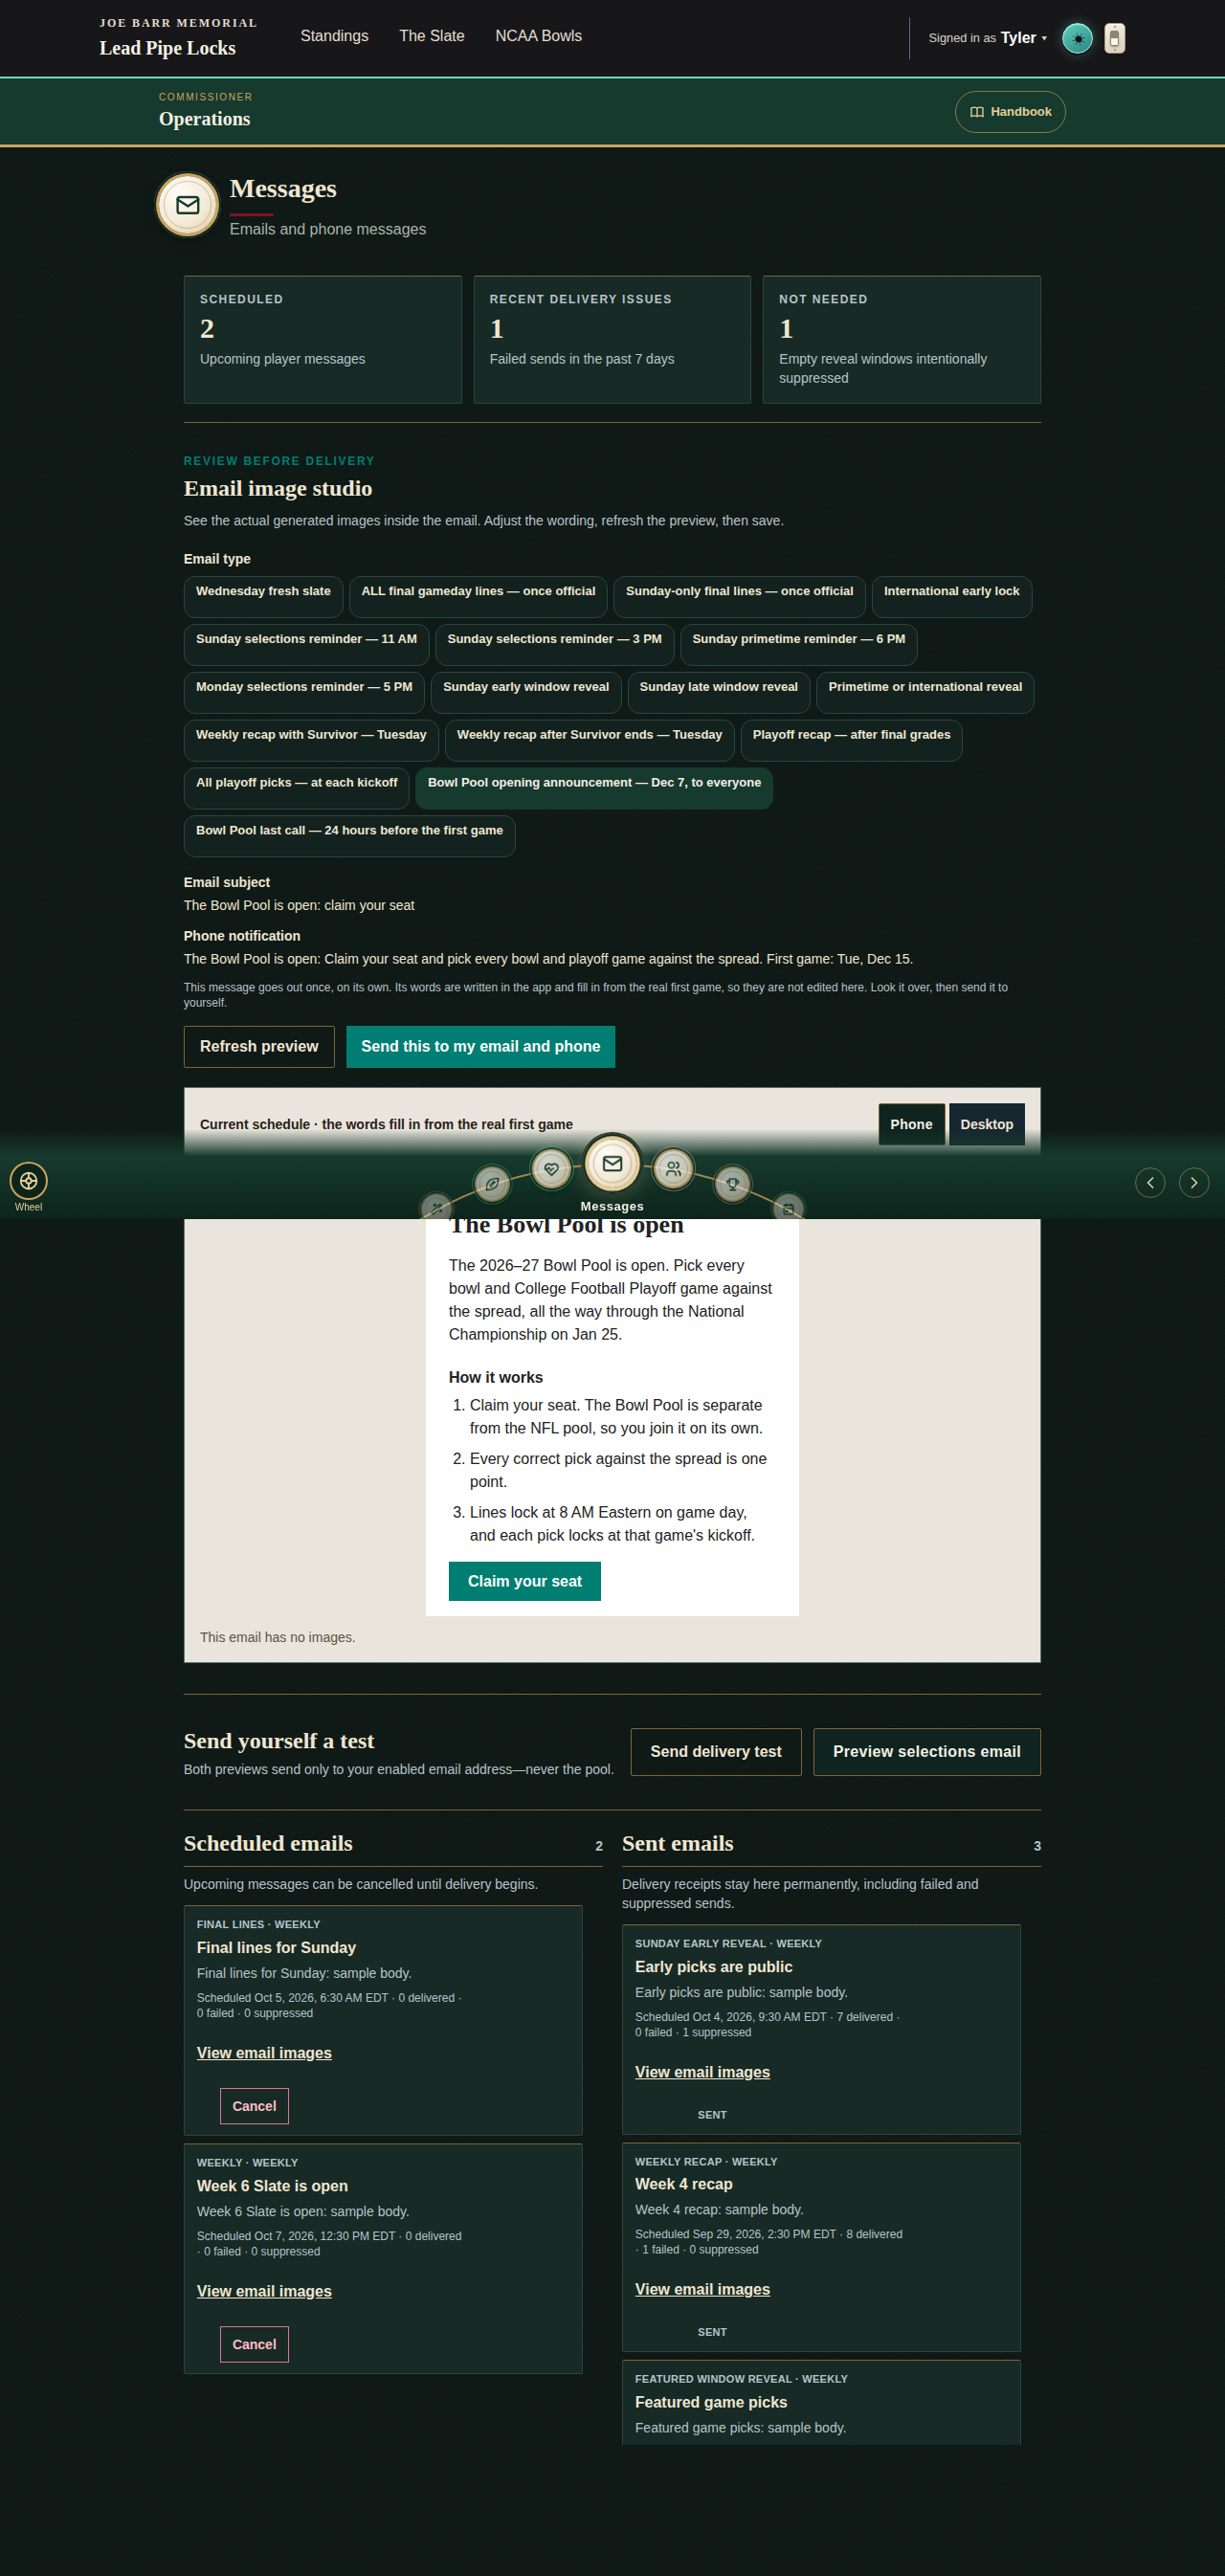 JOE BARR MEMORIAL
Lead Pipe Locks
Standings
The Slate
NCAA Bowls
Signed in as Tyler
COMMISSIONER
Operations
Handbook
Messages
Emails and phone messages
SCHEDULED
2
Upcoming player messages
RECENT DELIVERY ISSUES
1
Failed sends in the past 7 days
NOT NEEDED
1
Empty reveal windows intentionally
suppressed
REVIEW BEFORE DELIVERY
Email image studio
See the actual generated images inside the email. Adjust the wording, refresh the preview, then save.
Email type
Wednesday fresh slate
ALL final gameday lines — once official
Sunday-only final lines — once official
International early lock
Sunday selections reminder — 11 AM
Sunday selections reminder — 3 PM
Sunday primetime reminder — 6 PM
Monday selections reminder — 5 PM
Sunday early window reveal
Sunday late window reveal
Primetime or international reveal
Weekly recap with Survivor — Tuesday
Weekly recap after Survivor ends — Tuesday
Playoff recap — after final grades
All playoff picks — at each kickoff
Bowl Pool opening announcement — Dec 7, to everyone
Bowl Pool last call — 24 hours before the first game
Email subject
The Bowl Pool is open: claim your seat
Phone notification
The Bowl Pool is open: Claim your seat and pick every bowl and playoff game against the spread. First game: Tue, Dec 15.
This message goes out once, on its own. Its words are written in the app and fill in from the real first game, so they are not edited here. Look it over, then send it to
yourself.
Refresh preview
Send this to my email and phone
Current schedule · the words fill in from the real first game
Phone
Desktop
Wheel
Messages
The Bowl Pool is open
The 2026–27 Bowl Pool is open. Pick every
bowl and College Football Playoff game against
the spread, all the way through the National
Championship on Jan 25.
How it works
1. Claim your seat. The Bowl Pool is separate
from the NFL pool, so you join it on its own.
2. Every correct pick against the spread is one
point.
3. Lines lock at 8 AM Eastern on game day,
and each pick locks at that game's kickoff.
Claim your seat
This email has no images.
Send yourself a test
Both previews send only to your enabled email address—never the pool.
Send delivery test
Preview selections email
Scheduled emails
2
Upcoming messages can be cancelled until delivery begins.
FINAL LINES · WEEKLY
Final lines for Sunday
Final lines for Sunday: sample body.
Scheduled Oct 5, 2026, 6:30 AM EDT · 0 delivered ·
0 failed · 0 suppressed
View email images
Cancel
WEEKLY · WEEKLY
Week 6 Slate is open
Week 6 Slate is open: sample body.
Scheduled Oct 7, 2026, 12:30 PM EDT · 0 delivered
· 0 failed · 0 suppressed
View email images
Cancel
Sent emails
3
Delivery receipts stay here permanently, including failed and
suppressed sends.
SUNDAY EARLY REVEAL · WEEKLY
Early picks are public
Early picks are public: sample body.
Scheduled Oct 4, 2026, 9:30 AM EDT · 7 delivered ·
0 failed · 1 suppressed
View email images
SENT
WEEKLY RECAP · WEEKLY
Week 4 recap
Week 4 recap: sample body.
Scheduled Sep 29, 2026, 2:30 PM EDT · 8 delivered
· 1 failed · 0 suppressed
View email images
SENT
FEATURED WINDOW REVEAL · WEEKLY
Featured game picks
Featured game picks: sample body.